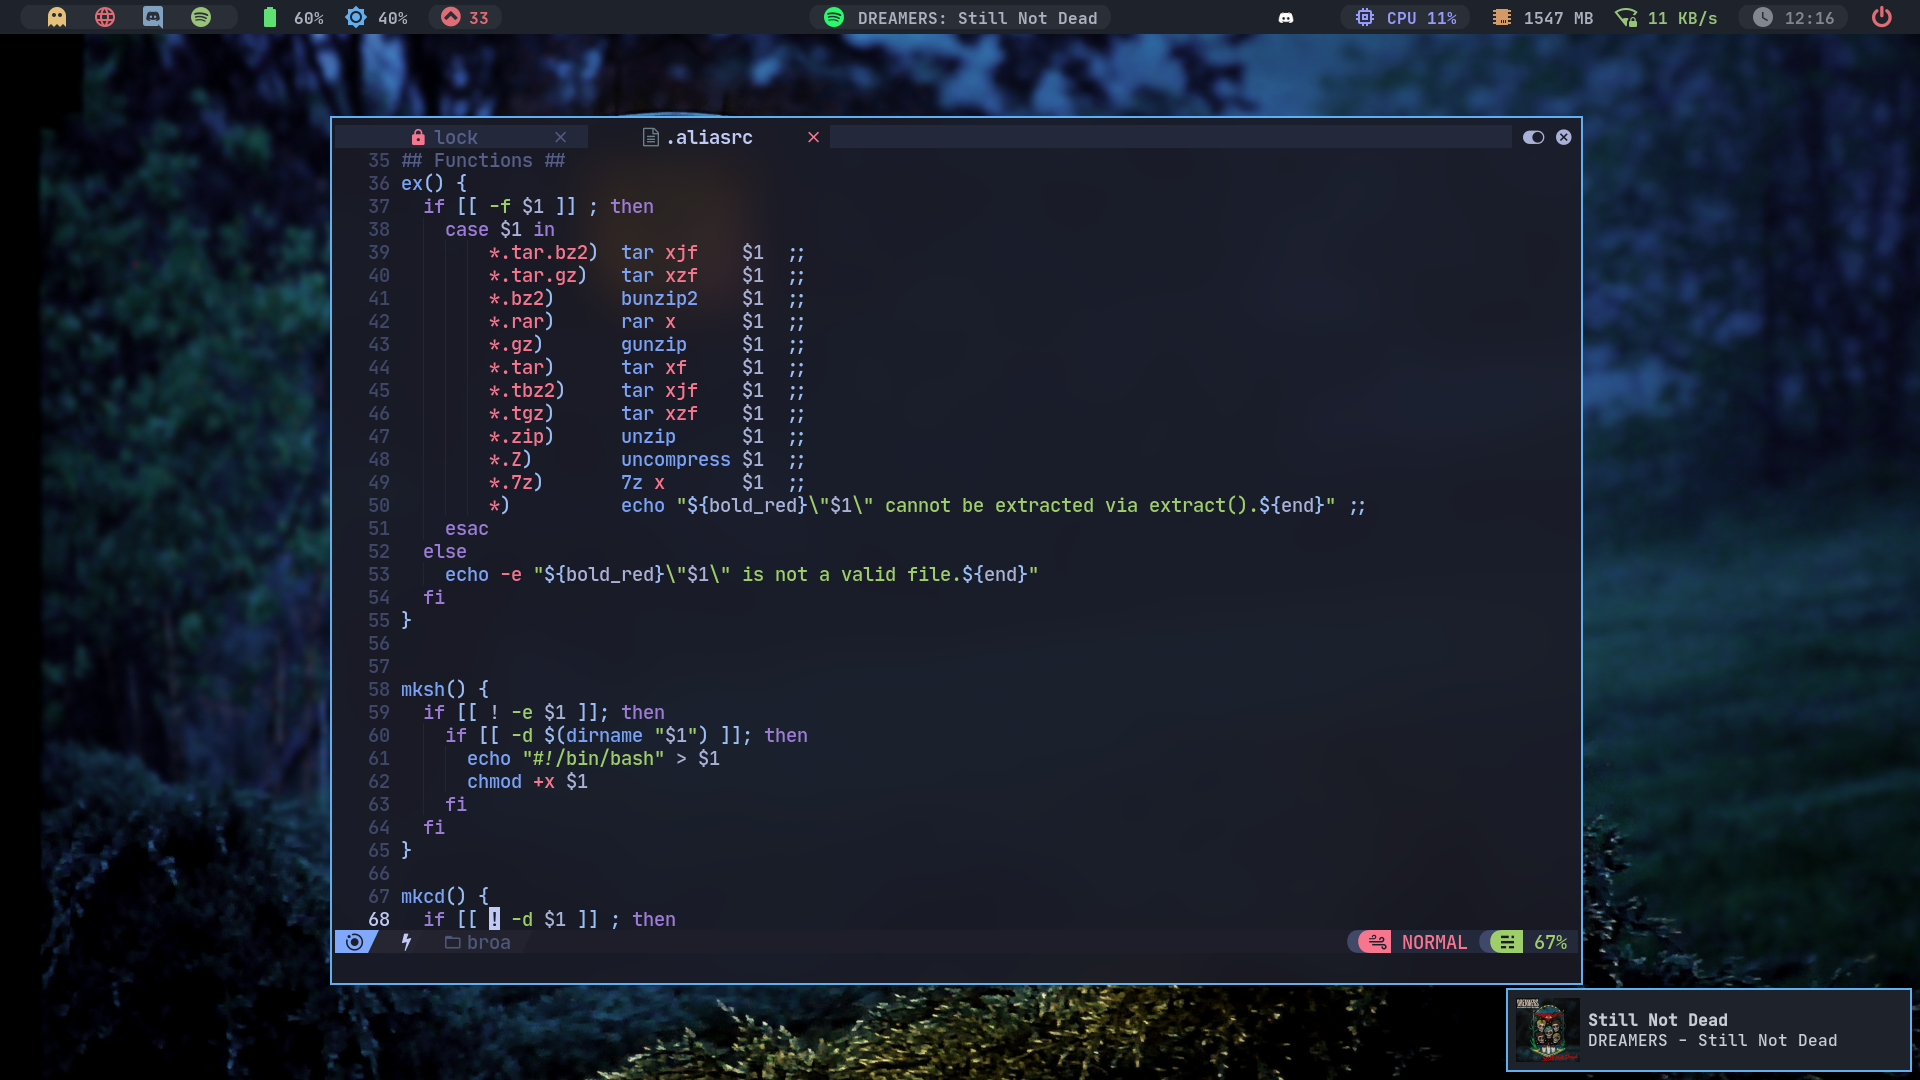 60% 40% 33 DREAMERS: Still Not Dead CPU 11% 1547 MB 11 KB/s 12:16
lock .aliasrc
35 ## Functions ##
36 ex() {
37   if [[ -f $1 ]] ; then
38     case $1 in
39         *.tar.bz2)  tar xjf    $1  ;;
40         *.tar.gz)   tar xzf    $1  ;;
41         *.bz2)      bunzip2    $1  ;;
42         *.rar)      rar x      $1  ;;
43         *.gz)       gunzip     $1  ;;
44         *.tar)      tar xf     $1  ;;
45         *.tbz2)     tar xjf    $1  ;;
46         *.tgz)      tar xzf    $1  ;;
47         *.zip)      unzip      $1  ;;
48         *.Z)        uncompress $1  ;;
49         *.7z)       7z x       $1  ;;
50         *)          echo "${bold_red}\"$1\" cannot be extracted via extract().${end}" ;;
51     esac
52   else
53     echo -e "${bold_red}\"$1\" is not a valid file.${end}"
54   fi
55 }
56
57
58 mksh() {
59   if [[ ! -e $1 ]]; then
60     if [[ -d $(dirname "$1") ]]; then
61       echo "#!/bin/bash" > $1
62       chmod +x $1
63     fi
64   fi
65 }
66
67 mkcd() {
68   if [[ ! -d $1 ]] ; then
broa NORMAL 67%
DREAMERS
Still Not Dead
DREAMERS - Still Not Dead